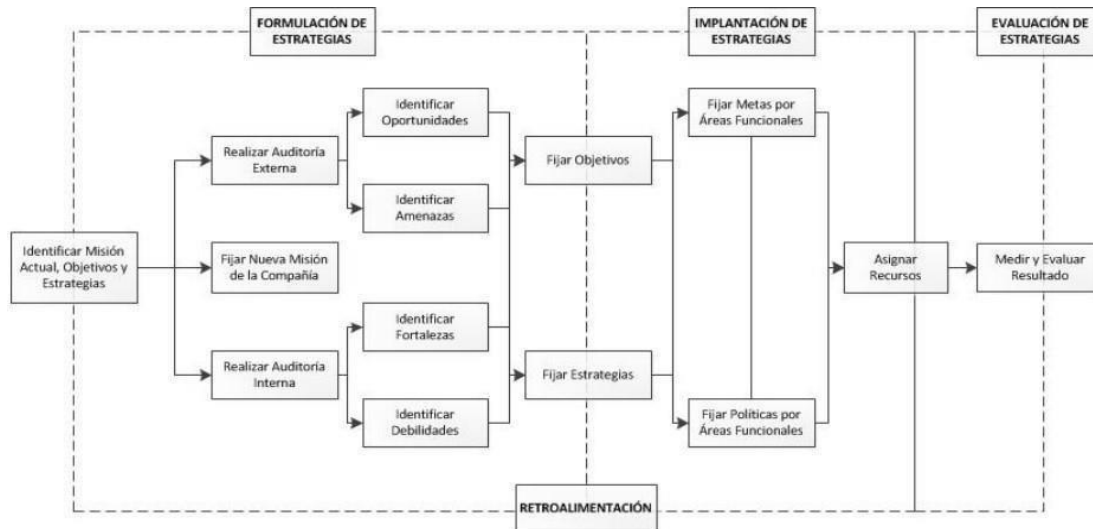 FORMULACIÓN DE
ESTRATEGIAS
IMPLANTACIÓN DE
ESTRATEGIAS
EVALUACIÓN DE
ESTRATEGIAS
Identificar
Oportunidades
Fijar Metas por
Áreas Funcionales
Realizar Auditoría
Externa
Fijar Objetivos
Identificar
Amenazas
Identificar Misión
Actual, Objetivos y
Estrategias
Fijar Nueva Misión
de la Compañía
Asignar
Recursos
Medir y Evaluar
Resultado
Identificar
Fortalezas
Realizar Auditoría
Interna
Fijar Estrategias
Identificar
Debilidades
Fijar Políticas por
Áreas Funcionales
RETROALIMENTACIÓN